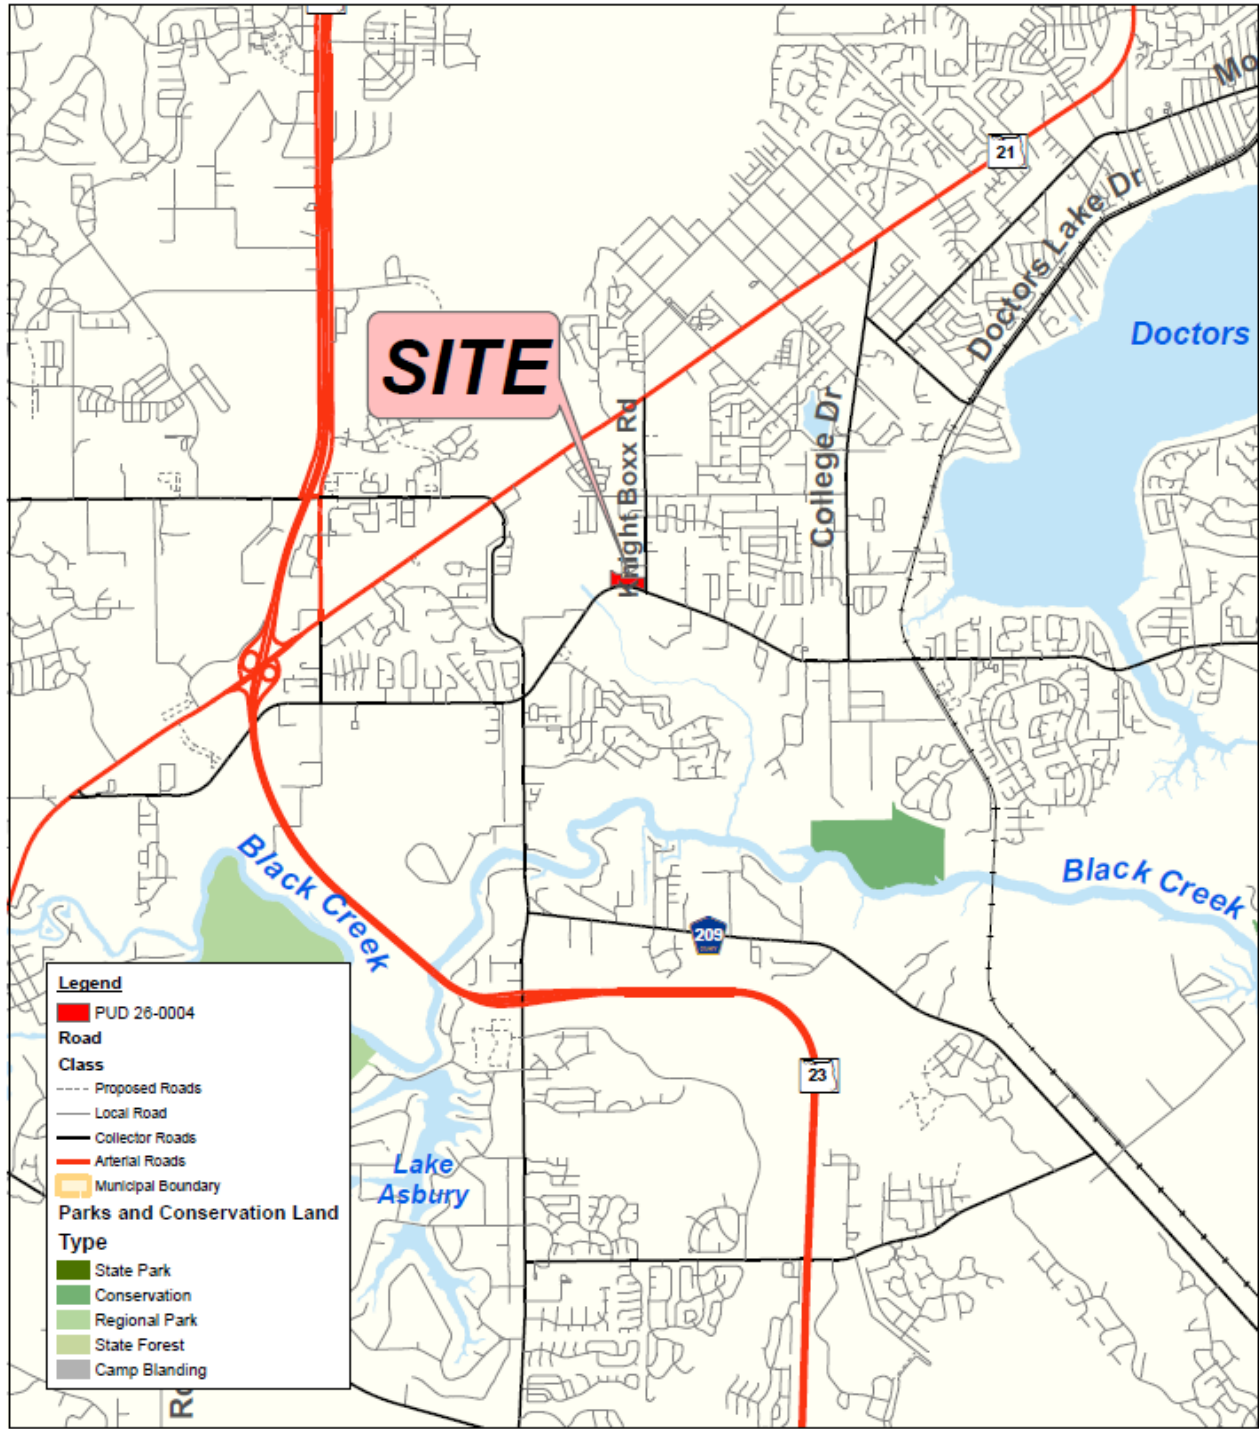 Mo
21
Doctors Lake Dr
Doctors
SITE
Knight Boxx Rd
College Dr
Black Creek
Black Creek
209
23
Lake
Asbury
Legend
PUD 26-0004
Road
Class
Proposed Roads
Local Road
Collector Roads
Arterial Roads
Municipal Boundary
Parks and Conservation Land
Type
State Park
Conservation
Regional Park
State Forest
Camp Blanding
Ro